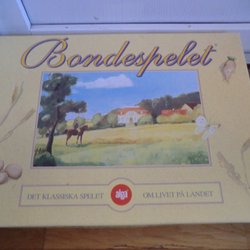 Bondespelet
DET KLASSISKA SPELET alga OM LIVET PÅ LANDET